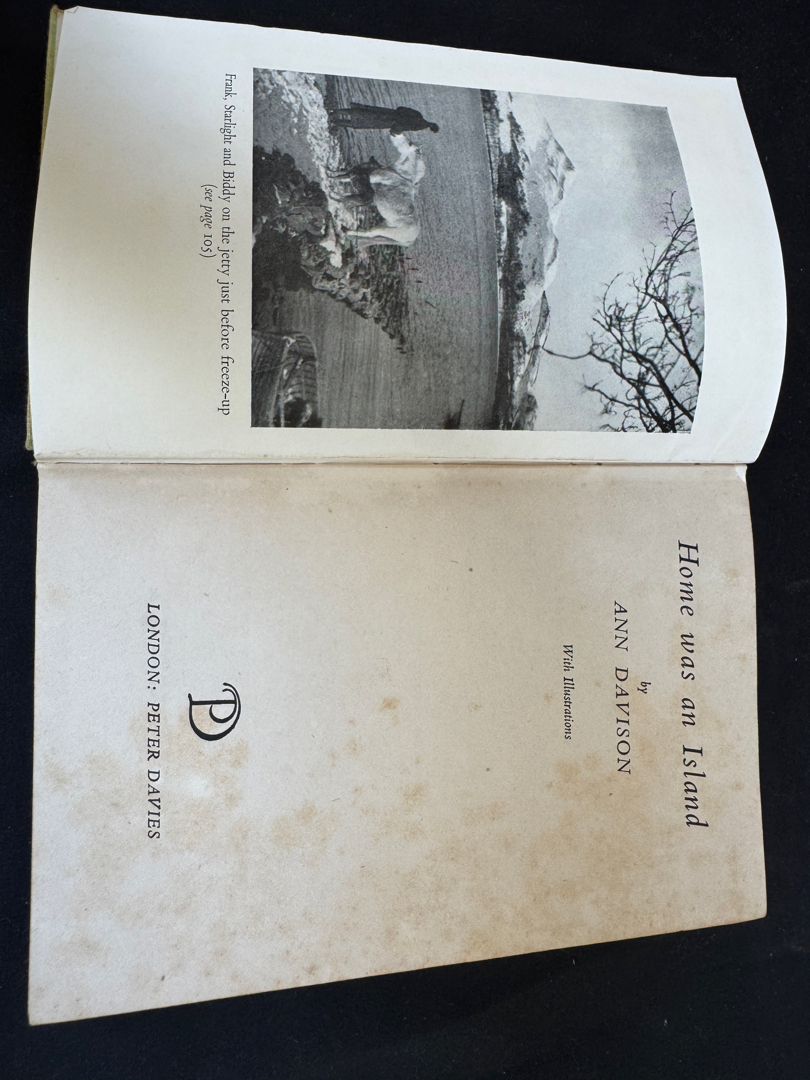 Frank, Starlight and Biddy on the jetty just before freeze-up
(see page 105)
Home was an Island
by
ANN DAVISON
With Illustrations
PD
LONDON: PETER DAVIES